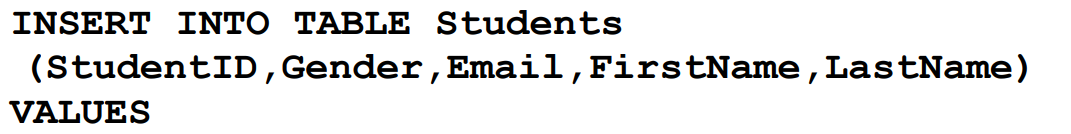 INSERT INTO TABLE Students
(StudentID,Gender,Email,FirstName,LastName)
VALUES